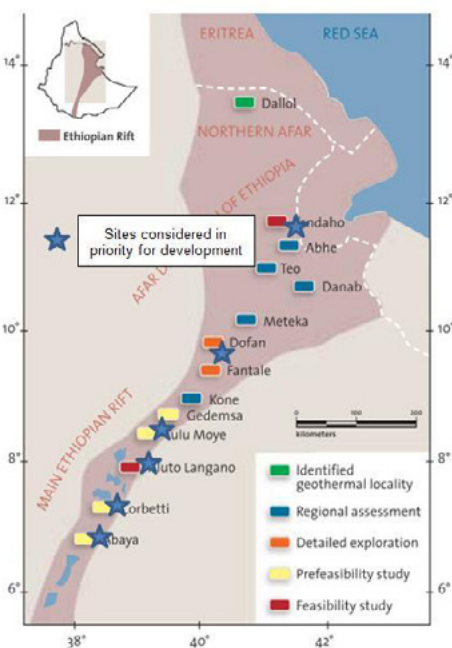 ERITREA
RED SEA
14°
14°
Dallol
Ethiopian Rift
NORTHERN AFAR
12°
12°
Sites considered in
priority for development
OF ETHIOPIA
AFAR D
ndaho
Abhe
Teo
Danab
Meteka
10°
10°
Dofan
Fantale
Kone
Gedemsa
ulu Moye
MAIN ETHIOPIAN RIFT
kilometers
8°
8°
uto Langano
orbetti
baya
Identified
geothermal locality
Regional assessment
Detailed exploration
Prefeasibility study
Feasibility study
6°
6°
38°
40°
42°